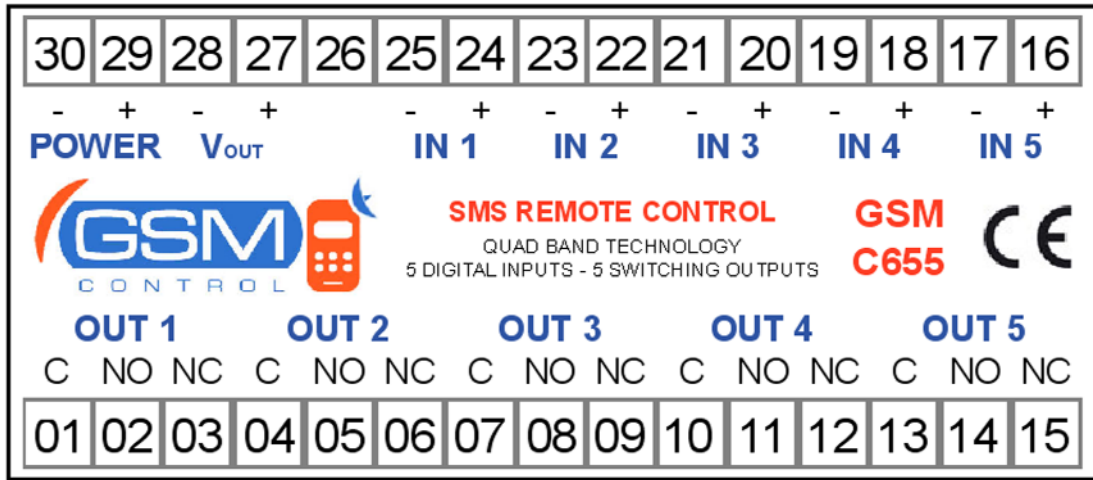 30 29 28 27 26 25 24 23 22 21 20 19 18 17 16
- + - + - + - + - + - + - +
POWER VOUT IN 1 IN 2 IN 3 IN 4 IN 5
GSM
CONTROL
SMS REMOTE CONTROL
QUAD BAND TECHNOLOGY
5 DIGITAL INPUTS - 5 SWITCHING OUTPUTS
GSM
C655
CE
OUT 1 OUT 2 OUT 3 OUT 4 OUT 5
C NO NC C NO NC C NO NC C NO NC C NO NC
01 02 03 04 05 06 07 08 09 10 11 12 13 14 15